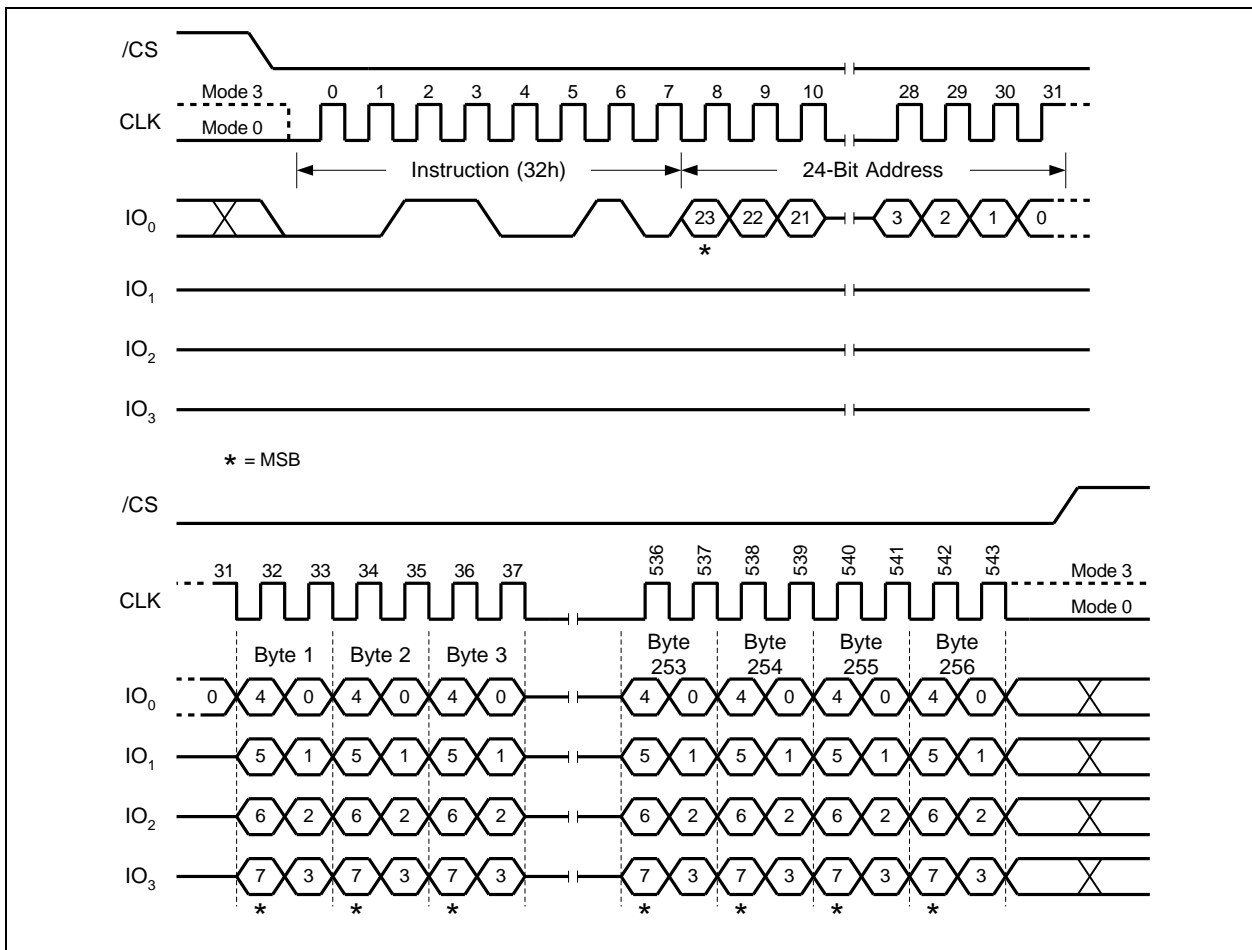 /CS
Mode 3 0 1 2 3 4 5 6 7 8 9 10 28 29 30 31
CLK
Mode 0
Instruction (32h) 24-Bit Address
IO0 23 22 21 3 2 1 0
*
IO1
IO2
IO3
* = MSB
/CS
31 32 33 34 35 36 37 536 537 538 539 540 541 542 543 Mode 3
CLK
Mode 0
Byte 1 Byte 2 Byte 3 Byte 253 Byte 254 Byte 255 Byte 256
IO0 0 4 0 4 0 4 0 4 0 4 0 4 0 4 0
IO1 5 1 5 1 5 1 5 1 5 1 5 1 5 1
IO2 6 2 6 2 6 2 6 2 6 2 6 2 6 2
IO3 7 3 7 3 7 3 7 3 7 3 7 3 7 3
* * * * * * *